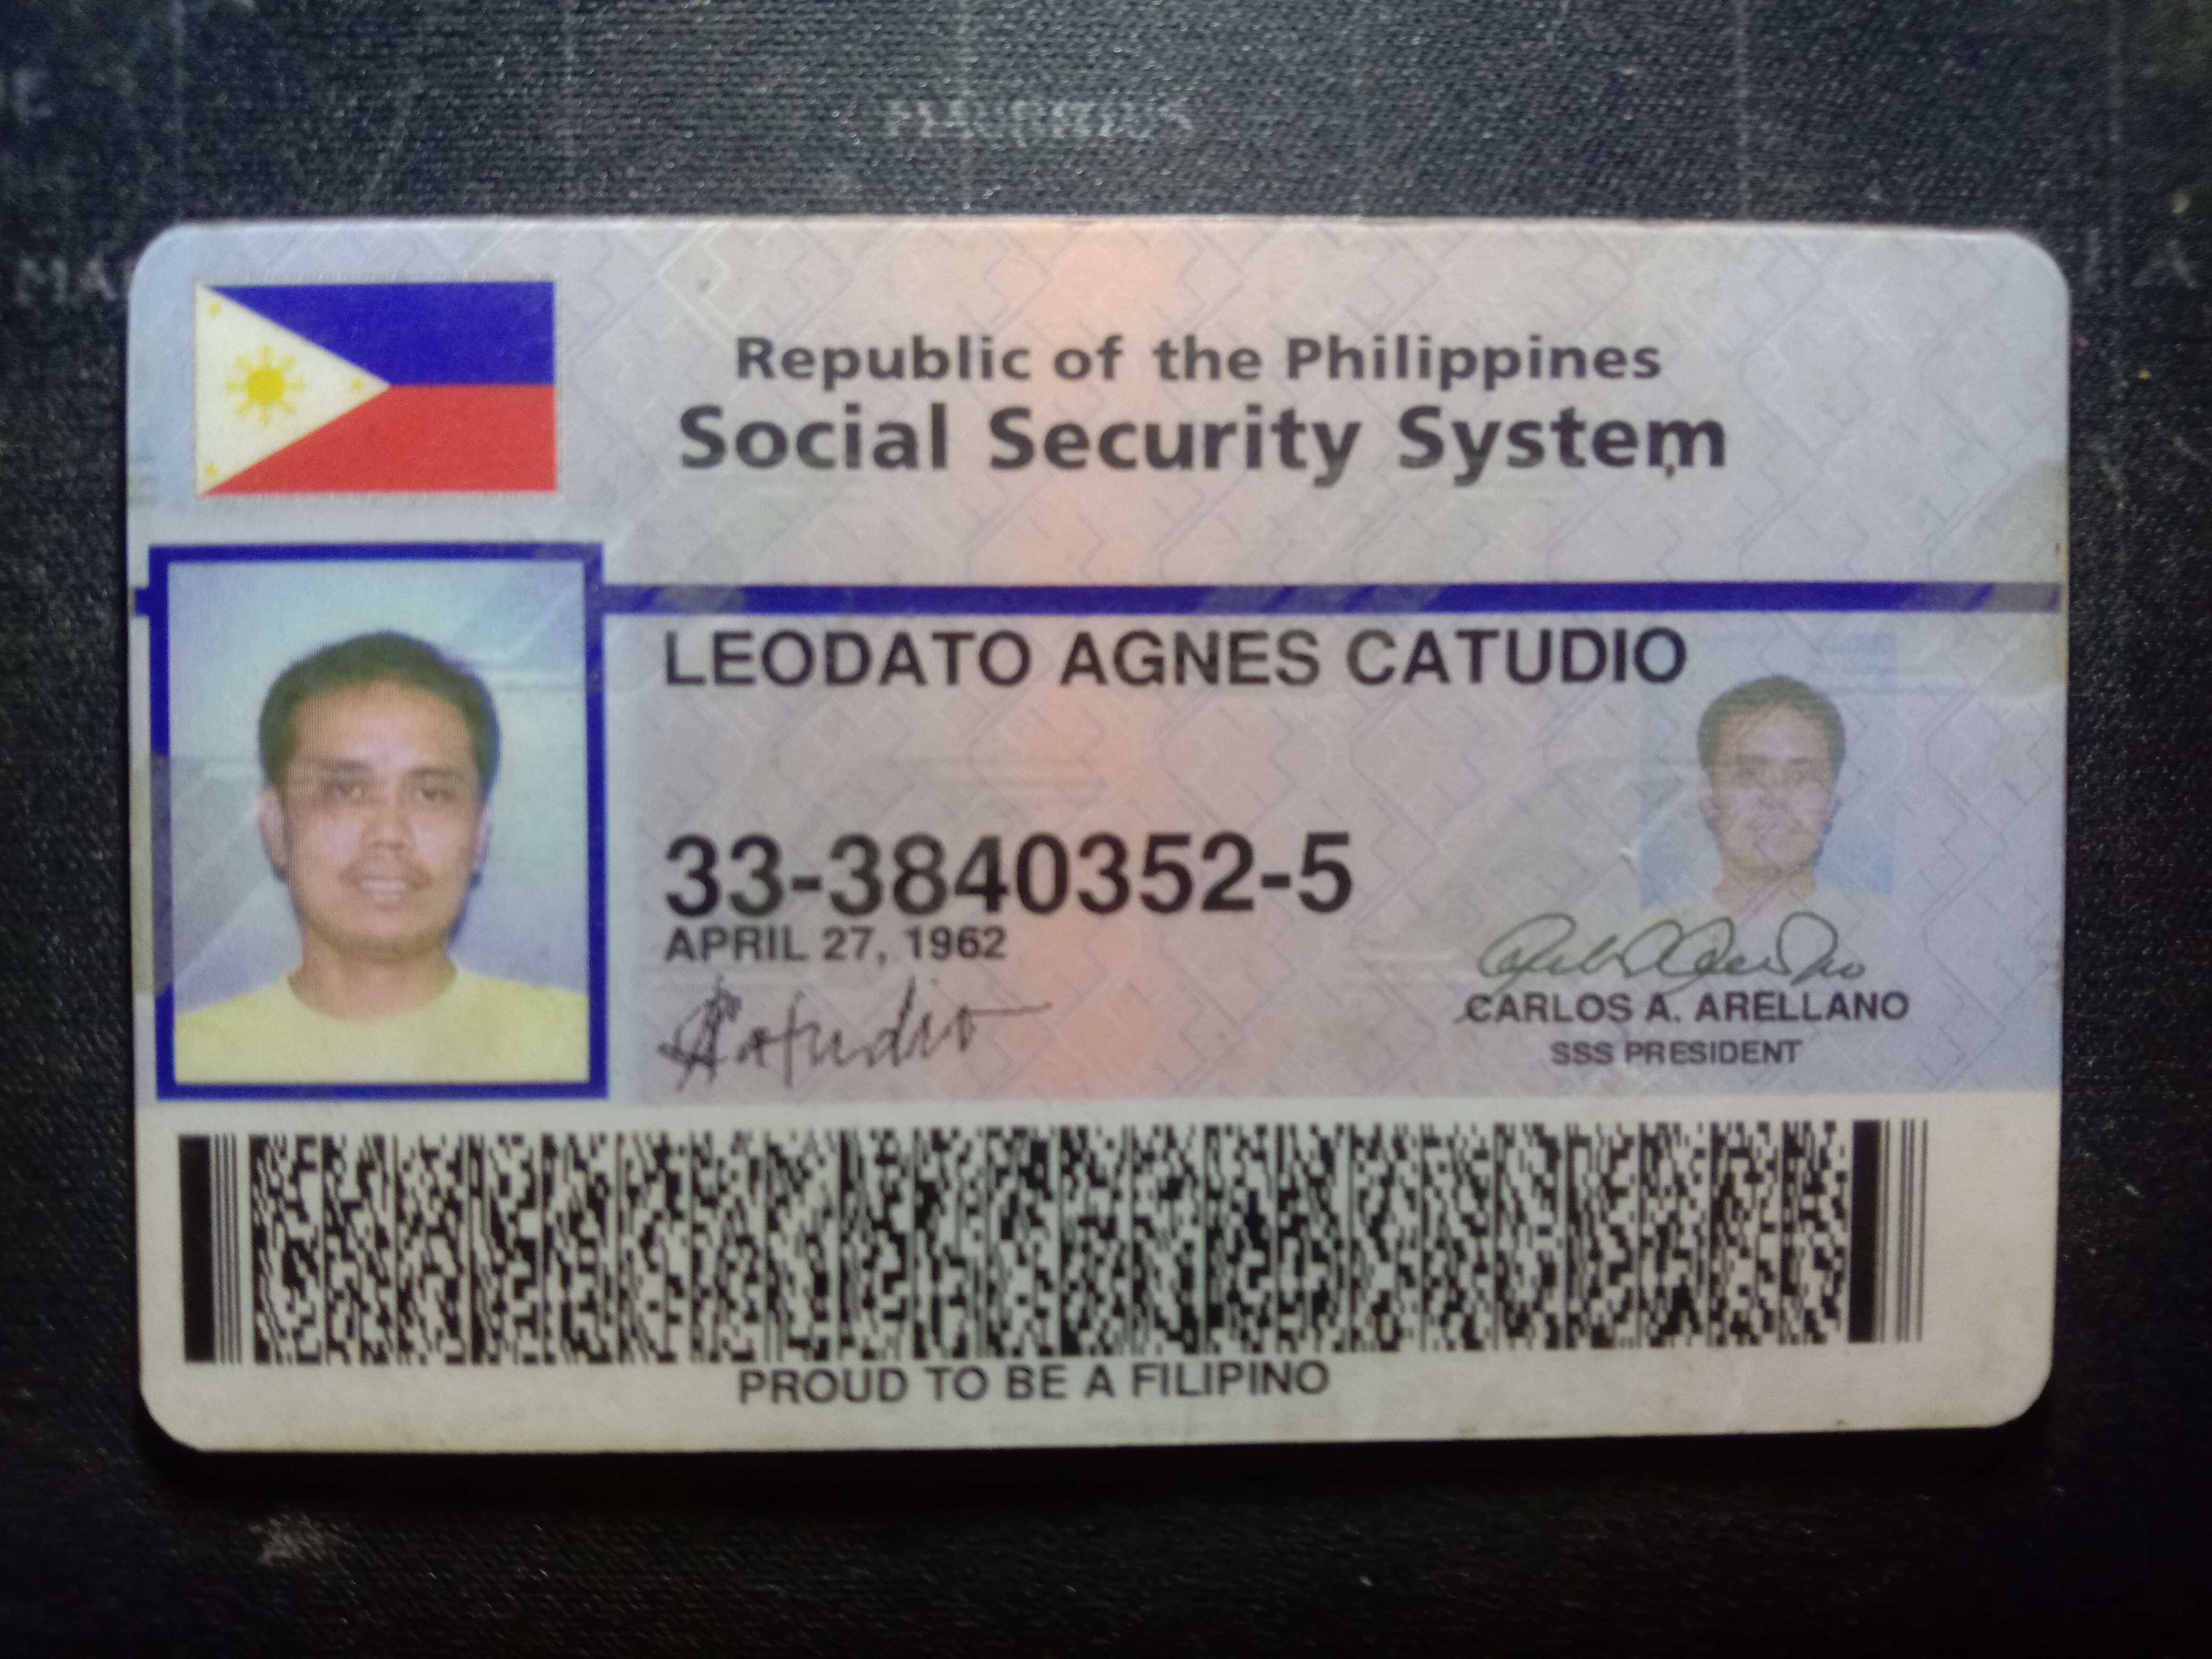 Republic of the Philippines
Social Security System
LEODATO AGNES CATUDIO
33-3840352-5
APRIL 27, 1962
Catudio
CARLOS A. ARELLANO
SSS PRESIDENT
PROUD TO BE A FILIPINO